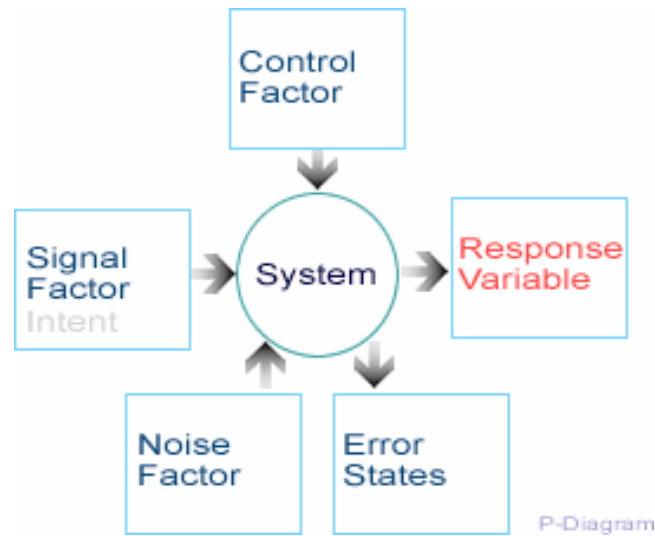 Control
Factor
Signal
Factor
Intent
System
Response
Variable
Noise
Factor
Error
States
P-Diagram